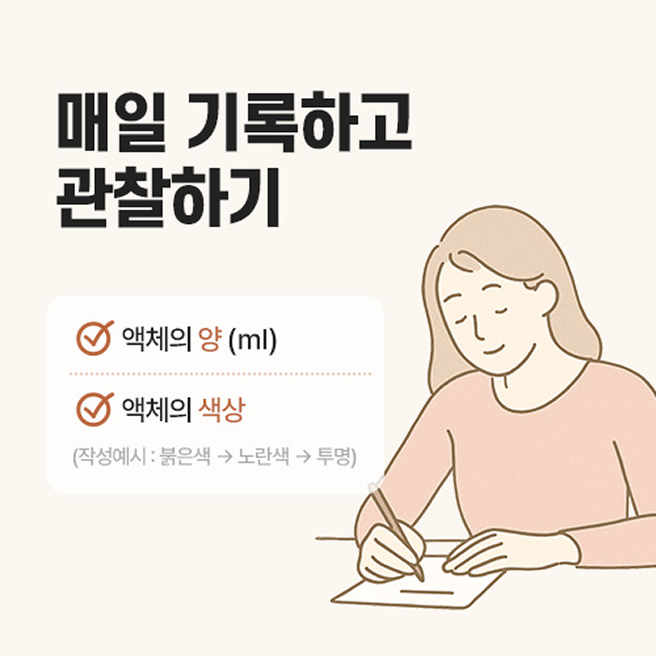 매일 기록하고
관찰하기
액체의 양 (ml)
액체의 색상
(작성예시 : 붉은색 → 노란색 → 투명)